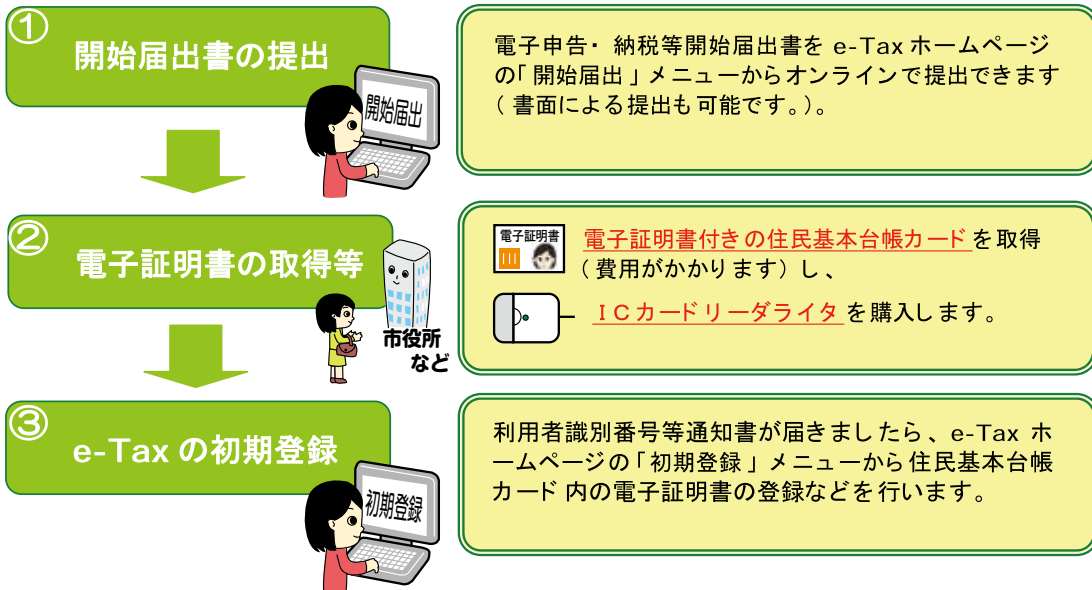 ①
開始届出書の提出
開始届出
電子申告・納税等開始届出書を e-Tax ホームページ
の「開始届出」メニューからオンラインで提出できます
(書面による提出も可能です。)。
②
電子証明書の取得等
市役所
など
電子証明書
電子証明書付きの住民基本台帳カードを取得
(費用がかかります)し、
ICカードリーダライタを購入します。
③
e-Tax の初期登録
初期登録
利用者識別番号等通知書が届きましたら、e-Tax ホ
ームページの「初期登録」メニューから住民基本台帳
カード内の電子証明書の登録などを行います。